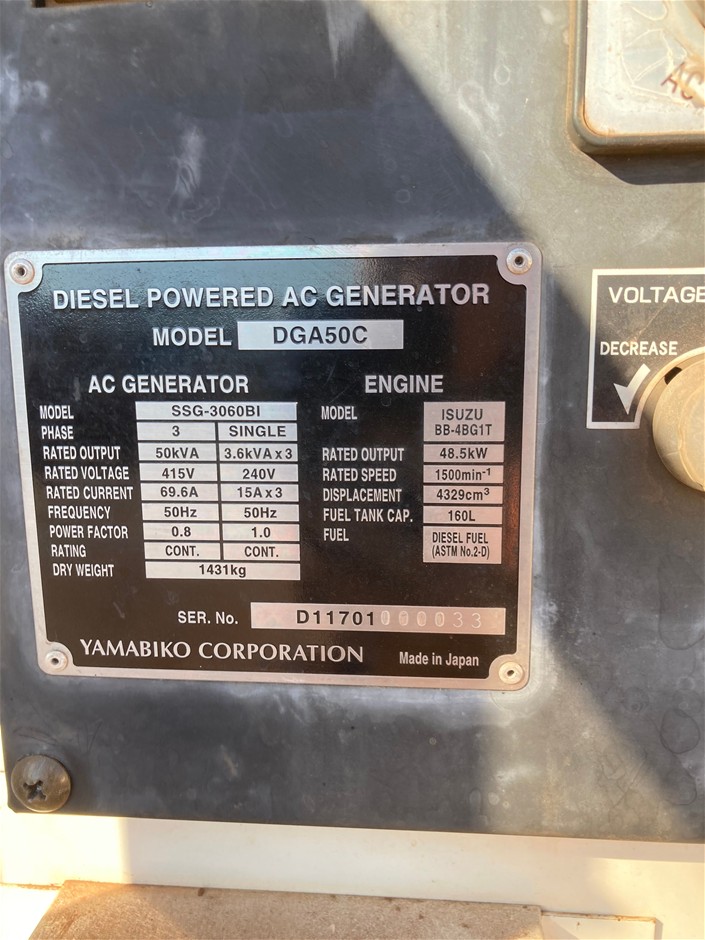 AC
VOLTAGE
DECREASE
DIESEL POWERED AC GENERATOR
MODEL DGA50C
AC GENERATOR
MODEL SSG-3060BI
PHASE 3 SINGLE
RATED OUTPUT 50kVA 3.6kVA x 3
RATED VOLTAGE 415V 240V
RATED CURRENT 69.6A 15A x 3
FREQUENCY 50Hz 50Hz
POWER FACTOR 0.8 1.0
RATING CONT. CONT.
DRY WEIGHT 1431kg
ENGINE
MODEL ISUZU
BB-4BG1T
RATED OUTPUT 48.5kW
RATED SPEED 1500min⁻¹
DISPLACEMENT 4329cm³
FUEL TANK CAP. 160L
FUEL DIESEL FUEL
(ASTM No.2-D)
SER. No. D11701000033
YAMABIKO CORPORATION Made in Japan